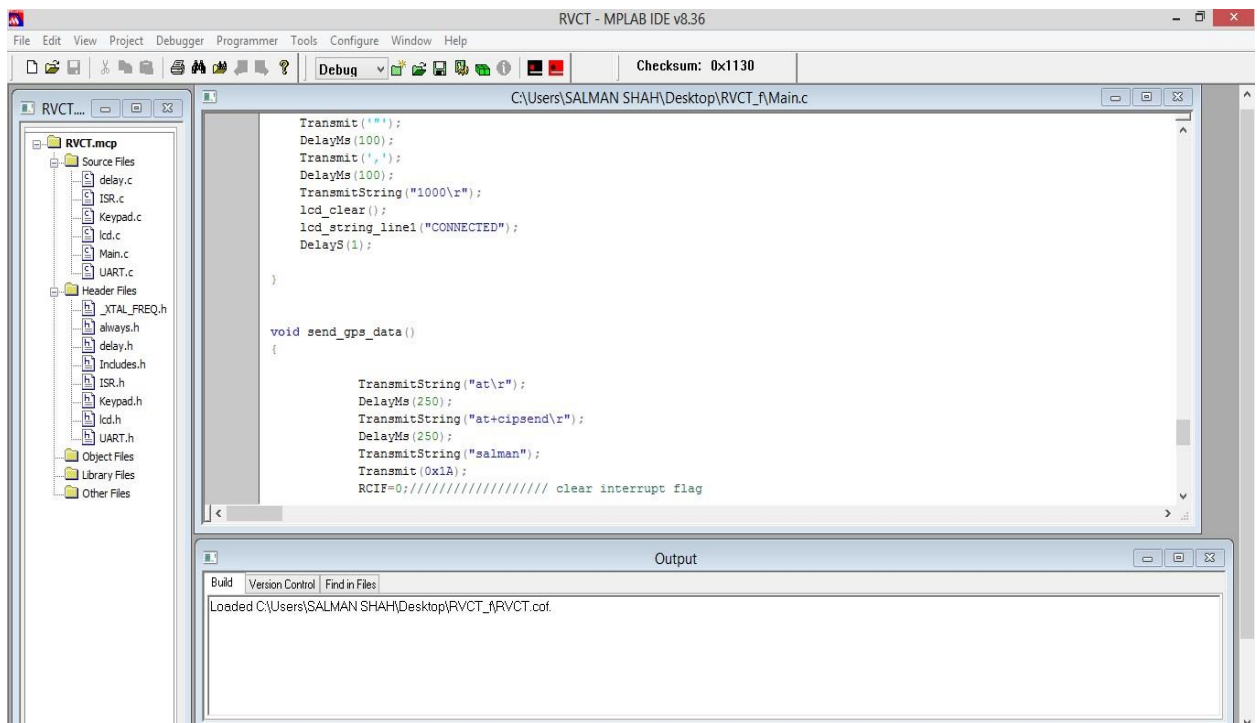 RVCT - MPLAB IDE v8.36
File Edit View Project Debugger Programmer Tools Configure Window Help
Debug
Checksum: 0x1130
RVCT....
RVCT.mcp
Source Files
delay.c
ISR.c
Keypad.c
lcd.c
Main.c
UART.c
Header Files
_XTAL_FREQ.h
always.h
delay.h
Includes.h
ISR.h
Keypad.h
lcd.h
UART.h
Object Files
Library Files
Other Files
C:\Users\SALMAN SHAH\Desktop\RVCT_f\Main.c
Transmit('"');
DelayMs(100);
Transmit(',');
DelayMs(100);
TransmitString("1000\r");
lcd_clear();
lcd_string_line1("CONNECTED");
DelayS(1);
}
void send_gps_data()
{
TransmitString("at\r");
DelayMs(250);
TransmitString("at+cipsend\r");
DelayMs(250);
TransmitString("salman");
Transmit(0x1A);
RCIF=0;/////////////////// clear interrupt flag
Output
Build Version Control Find in Files
Loaded C:\Users\SALMAN SHAH\Desktop\RVCT_f\RVCT.cof.